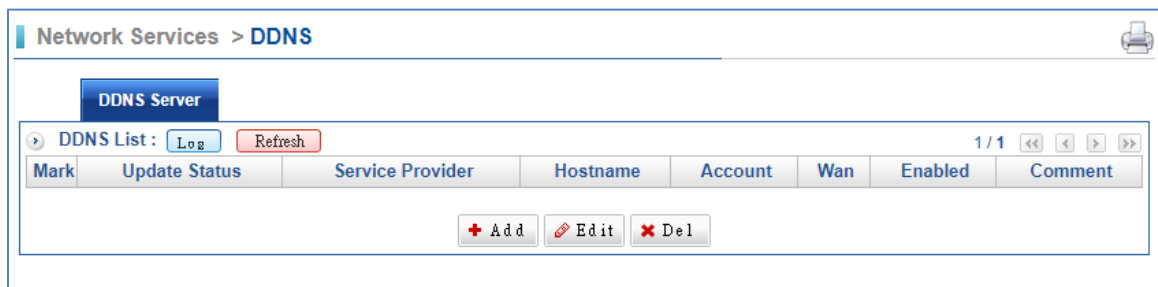 Network Services > DDNS
DDNS Server
DDNS List : Log Refresh 1 / 1
Mark Update Status Service Provider Hostname Account Wan Enabled Comment
Add Edit Del